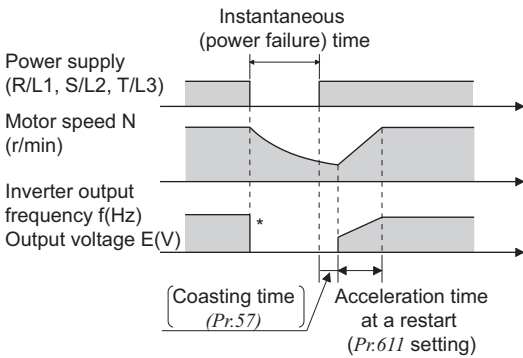 Instantaneous
(power failure) time
Power supply
(R/L1, S/L2, T/L3)
Motor speed N
(r/min)
Inverter output
frequency f(Hz)
Output voltage E(V)
*
Coasting time
(Pr.57)
Acceleration time
at a restart
(Pr.611 setting)